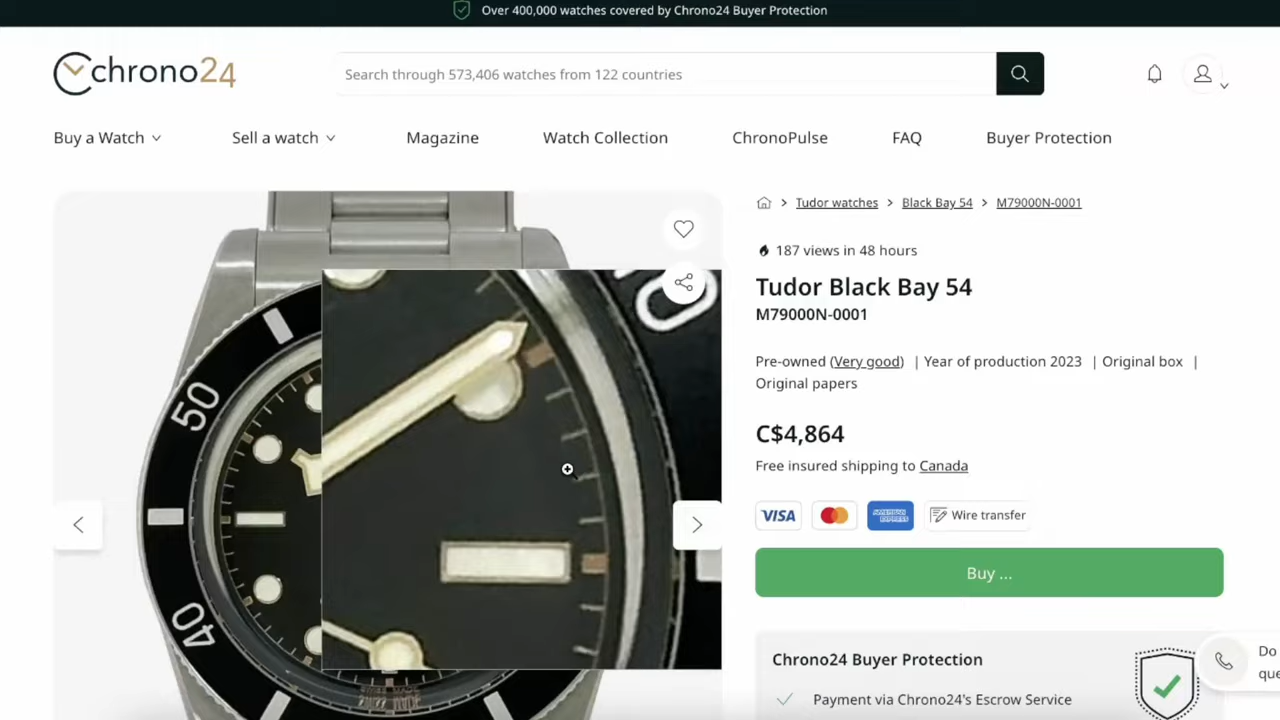 Over 400,000 watches covered by Chrono24 Buyer Protection
chrono24
Search through 573,406 watches from 122 countries
Buy a Watch
Sell a watch
Magazine
Watch Collection
ChronoPulse
FAQ
Buyer Protection
Tudor watches > Black Bay 54 > M79000N-0001
187 views in 48 hours
Tudor Black Bay 54
M79000N-0001
Pre-owned (Very good) | Year of production 2023 | Original box |
Original papers
C$4,864
Free insured shipping to Canada
VISA
AMERICAN EXPRESS
Wire transfer
Buy ...
Chrono24 Buyer Protection
Payment via Chrono24's Escrow Service
Do
que
50
40